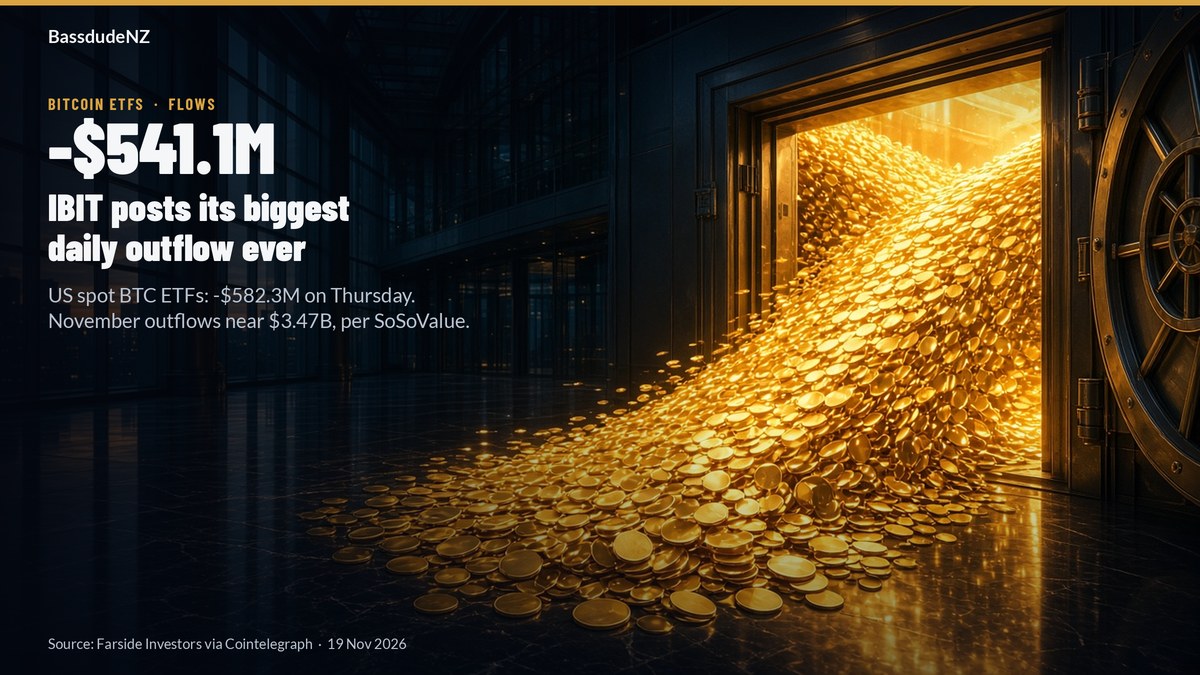 BassdudeNZ
BITCOIN ETFS · FLOWS
-$541.1M
IBIT posts its biggest
daily outflow ever
US spot BTC ETFs: -$582.3M on Thursday.
November outflows near $3.47B, per SoSoValue.
Source: Farside Investors via Cointelegraph · 19 Nov 2026